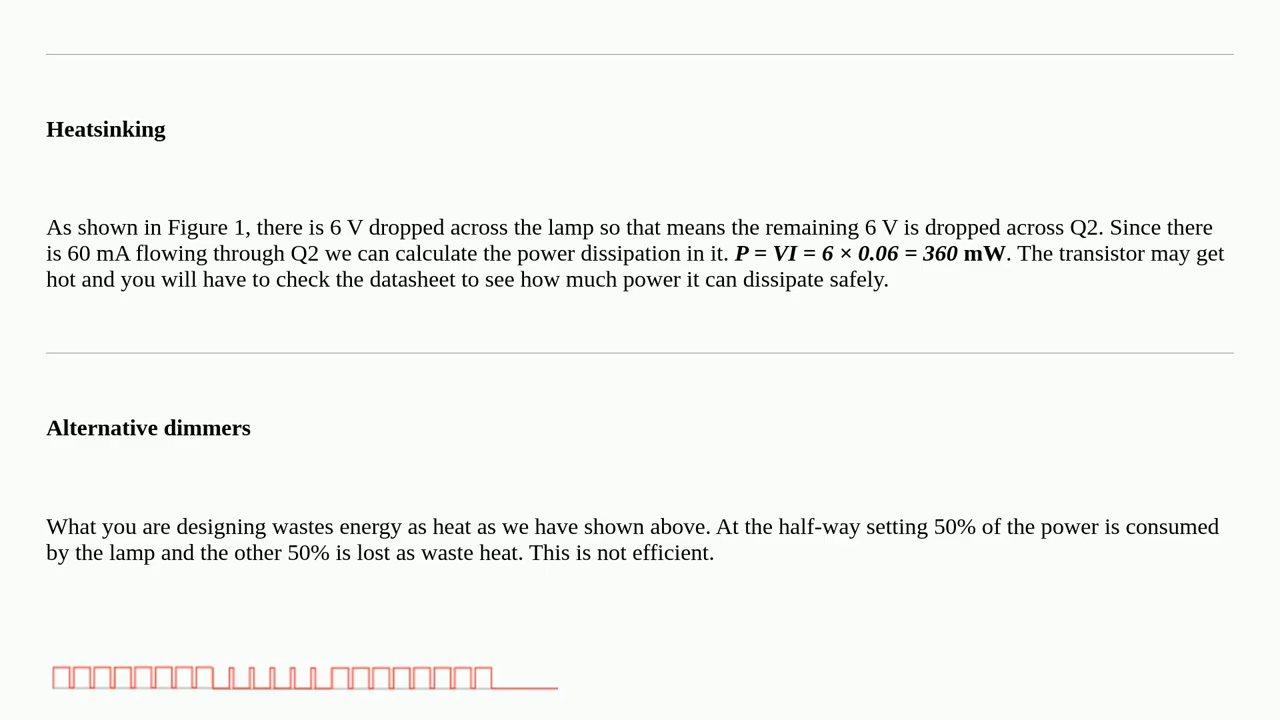 Heatsinking
As shown in Figure 1, there is 6 V dropped across the lamp so that means the remaining 6 V is dropped across Q2. Since there
is 60 mA flowing through Q2 we can calculate the power dissipation in it. P = VI = 6 × 0.06 = 360 mW. The transistor may get
hot and you will have to check the datasheet to see how much power it can dissipate safely.
Alternative dimmers
What you are designing wastes energy as heat as we have shown above. At the half-way setting 50% of the power is consumed
by the lamp and the other 50% is lost as waste heat. This is not efficient.